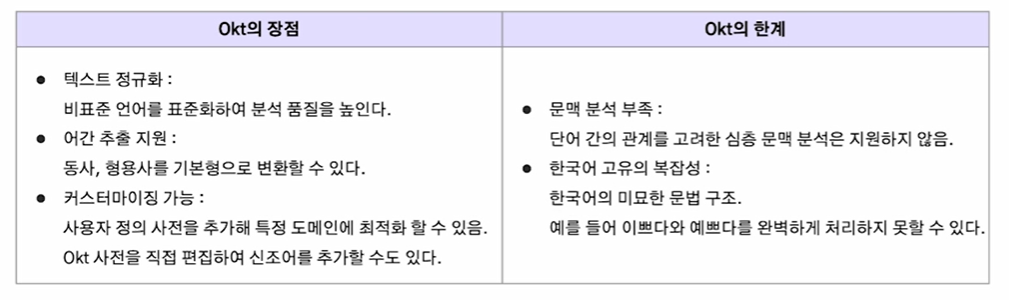 Okt의 장점
Okt의 한계
● 텍스트 정규화 :
비표준 언어를 표준화하여 분석 품질을 높인다.
● 어간 추출 지원 :
동사, 형용사를 기본형으로 변환할 수 있다.
● 커스터마이징 가능 :
사용자 정의 사전을 추가해 특정 도메인에 최적화 할 수 있음.
Okt 사전을 직접 편집하여 신조어를 추가할 수도 있다.
● 문맥 분석 부족 :
단어 간의 관계를 고려한 심층 문맥 분석은 지원하지 않음.
● 한국어 고유의 복잡성 :
한국어의 미묘한 문법 구조.
예를 들어 이쁘다와 예쁘다를 완벽하게 처리하지 못할 수 있다.